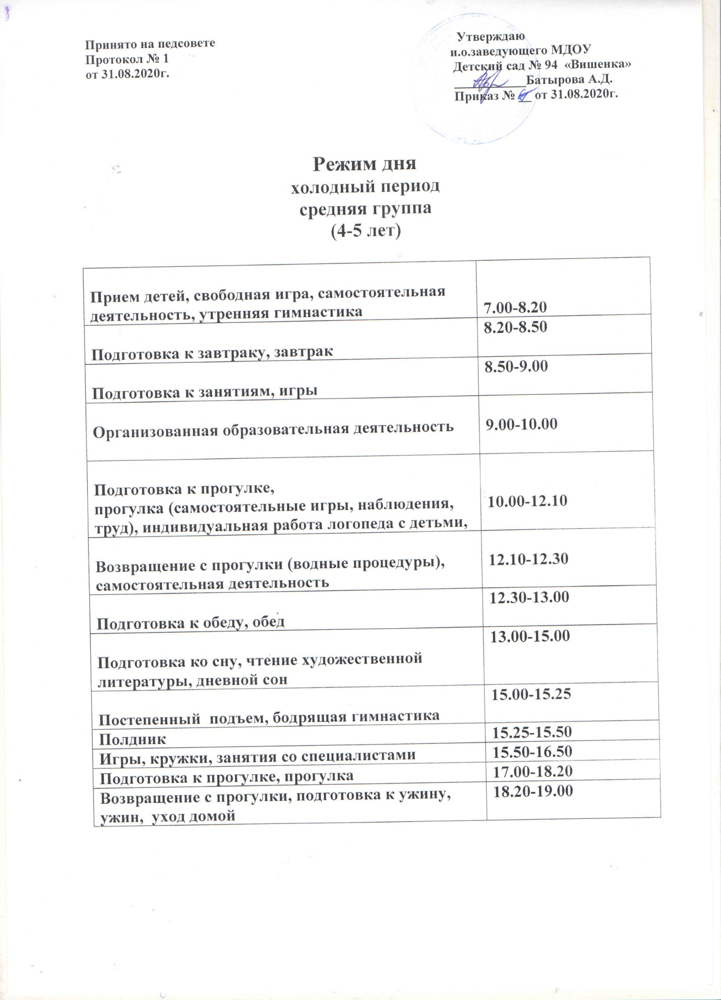 Принято на педсовете
Протокол № 1
от 31.08.2020г.
Утверждаю
и.о.заведующего МДОУ
Детский сад № 94 «Вишенка»
Батырова А.Д.
Приказ № __ от 31.08.2020г.
Режим дня
холодный период
средняя группа
(4-5 лет)
Прием детей, свободная игра, самостоятельная
деятельность, утренняя гимнастика
7.00-8.20
Подготовка к завтраку, завтрак
8.20-8.50
Подготовка к занятиям, игры
8.50-9.00
Организованная образовательная деятельность
9.00-10.00
Подготовка к прогулке,
прогулка (самостоятельные игры, наблюдения,
труд), индивидуальная работа логопеда с детьми,
10.00-12.10
Возвращение с прогулки (водные процедуры),
самостоятельная деятельность
12.10-12.30
Подготовка к обеду, обед
12.30-13.00
Подготовка ко сну, чтение художественной
литературы, дневной сон
13.00-15.00
Постепенный подъем, бодрящая гимнастика
15.00-15.25
Полдник
15.25-15.50
Игры, кружки, занятия со специалистами
15.50-16.50
Подготовка к прогулке, прогулка
17.00-18.20
Возвращение с прогулки, подготовка к ужину,
ужин, уход домой
18.20-19.00